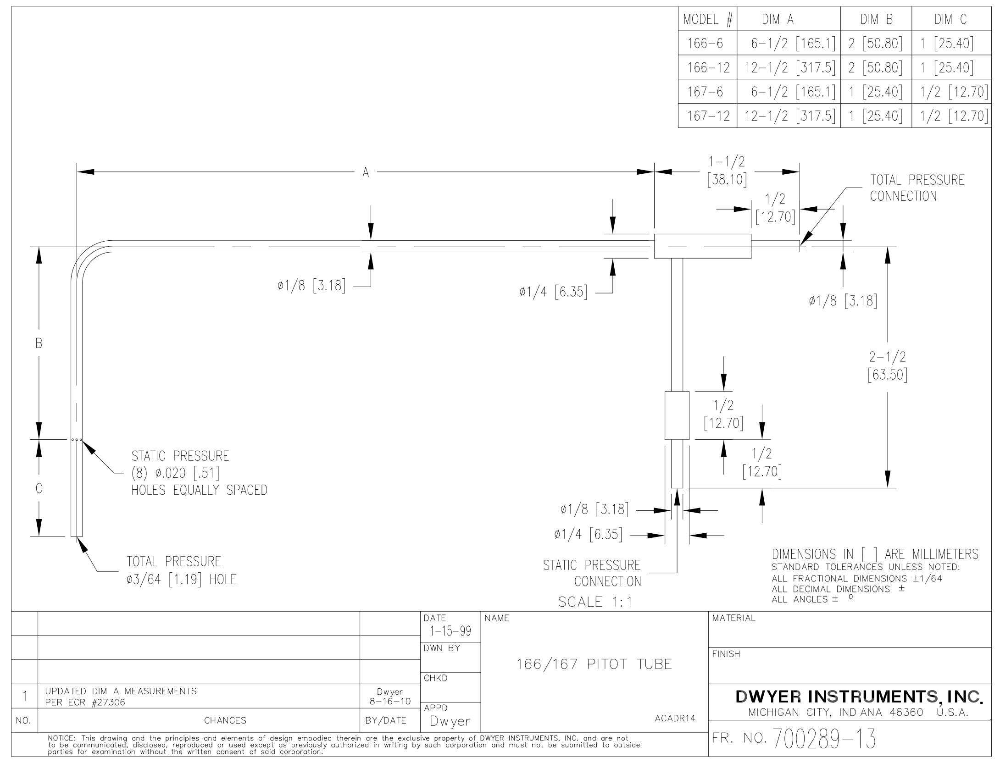 MODEL # DIM A DIM B DIM C
166-6 6-1/2 [165.1] 2 [50.80] 1 [25.40]
166-12 12-1/2 [317.5] 2 [50.80] 1 [25.40]
167-6 6-1/2 [165.1] 1 [25.40] 1/2 [12.70]
167-12 12-1/2 [317.5] 1 [25.40] 1/2 [12.70]
A
1-1/2
[38.10]
TOTAL PRESSURE
CONNECTION
1/2
[12.70]
ø1/8 [3.18]
ø1/4 [6.35]
ø1/8 [3.18]
B
2-1/2
[63.50]
1/2
[12.70]
STATIC PRESSURE
(8) ø.020 [.51]
HOLES EQUALLY SPACED
1/2
[12.70]
C
ø1/8 [3.18]
ø1/4 [6.35]
TOTAL PRESSURE
ø3/64 [1.19] HOLE
STATIC PRESSURE
CONNECTION
SCALE 1:1
DIMENSIONS IN [ ] ARE MILLIMETERS
STANDARD TOLERANCES UNLESS NOTED:
ALL FRACTIONAL DIMENSIONS ±1/64
ALL DECIMAL DIMENSIONS ±
ALL ANGLES ± °
DATE
1-15-99
DWN BY
CHKD
APPD
Dwyer
NAME
166/167 PITOT TUBE
ACADR14
MATERIAL
FINISH
1
UPDATED DIM A MEASUREMENTS
PER ECR #27306
Dwyer
8-16-10
NO. CHANGES BY/DATE
DWYER INSTRUMENTS, INC.
MICHIGAN CITY, INDIANA 46360 U.S.A.
FR. NO. 700289-13
NOTICE: This drawing and the principles and elements of design embodied therein are the exclusive property of DWYER INSTRUMENTS, INC. and are not
to be communicated, disclosed, reproduced or used except as previously authorized in writing by such corporation and must not be submitted to outside
parties for examination without the written consent of said corporation.